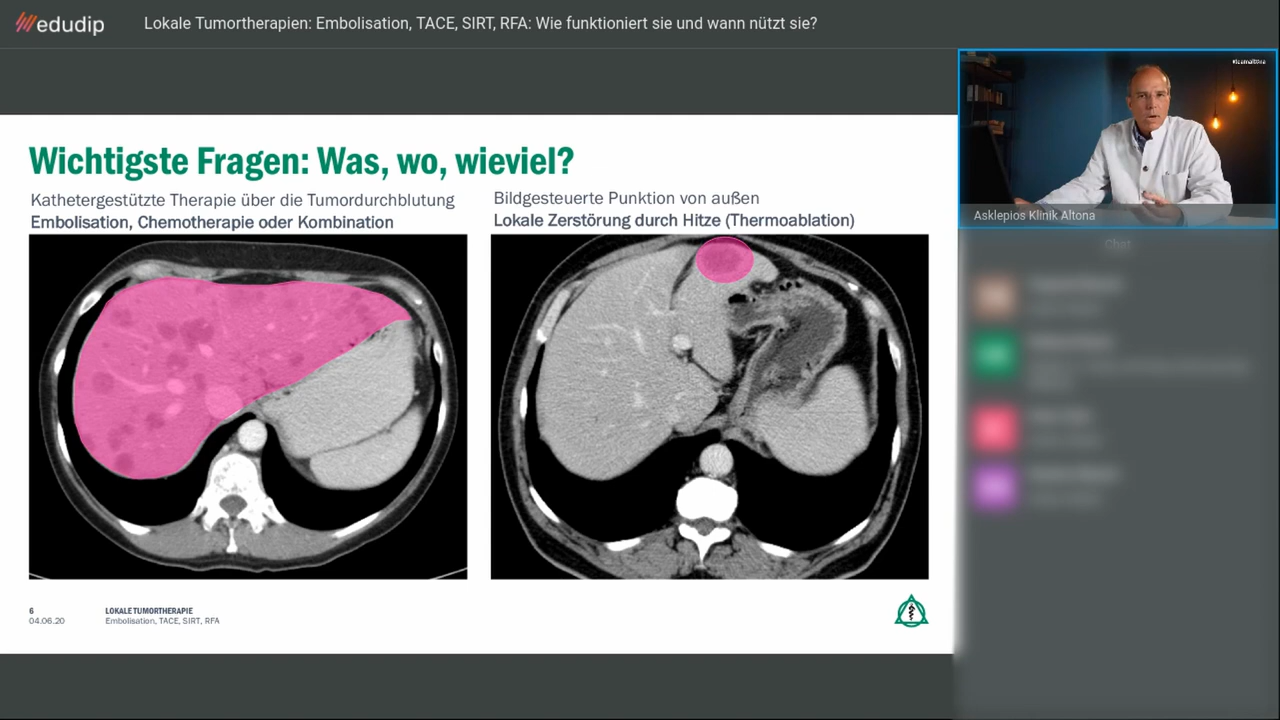 edudip
Lokale Tumortherapien: Embolisation, TACE, SIRT, RFA: Wie funktioniert sie und wann nützt sie?
Wichtigste Fragen: Was, wo, wieviel?
Kathetergestützte Therapie über die Tumordurchblutung
Embolisation, Chemotherapie oder Kombination
Bildgesteuerte Punktion von außen
Lokale Zerstörung durch Hitze (Thermoablation)
6
04.06.20
LOKALE TUMORTHERAPIE
Embolisation, TACE, SIRT, RFA
Asklepios Klinik Altona
Chat